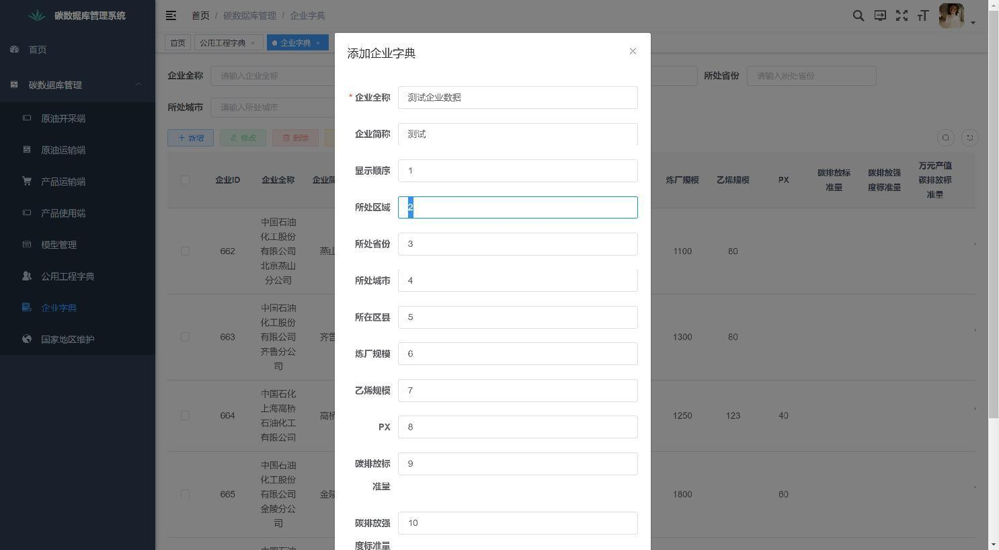 碳数据库管理系统
首页
碳数据库管理
原油开采端
原油运输端
产品运输端
产品使用端
模型管理
公用工程字典
企业字典
国家地区维护
首页 / 碳数据库管理 / 企业字典
首页
公用工程字典 ×
企业字典 ×
企业全称 请输入企业全称
所处省份 请输入所处省份
所处城市 请输入所处城市
+ 新增
修改
删除
企业ID 企业全称 企业简 炼厂规模 乙烯规模 PX 碳排放标准量 碳排放强度标准量 万元产值碳排放标准量
662
中国石油
化工股份
有限公司
北京燕山
分公司
燕山
1100 80
663
中国石油
化工股份
有限公司
齐鲁分公
司
齐鲁
1300 80
664
中国石化
上海高桥
石油化工
有限公司
高桥
1250 123 40
665
中国石油
化工股份
有限公司
金陵分公
司
金陵
1800 60
中国石油
添加企业字典
* 企业全称 测试企业数据
企业简称 测试
显示顺序 1
所处区域 2
所处省份 3
所处城市 4
所在区县 5
炼厂规模 6
乙烯规模 7
PX 8
碳排放标 9
准量
碳排放强 10
度标准量